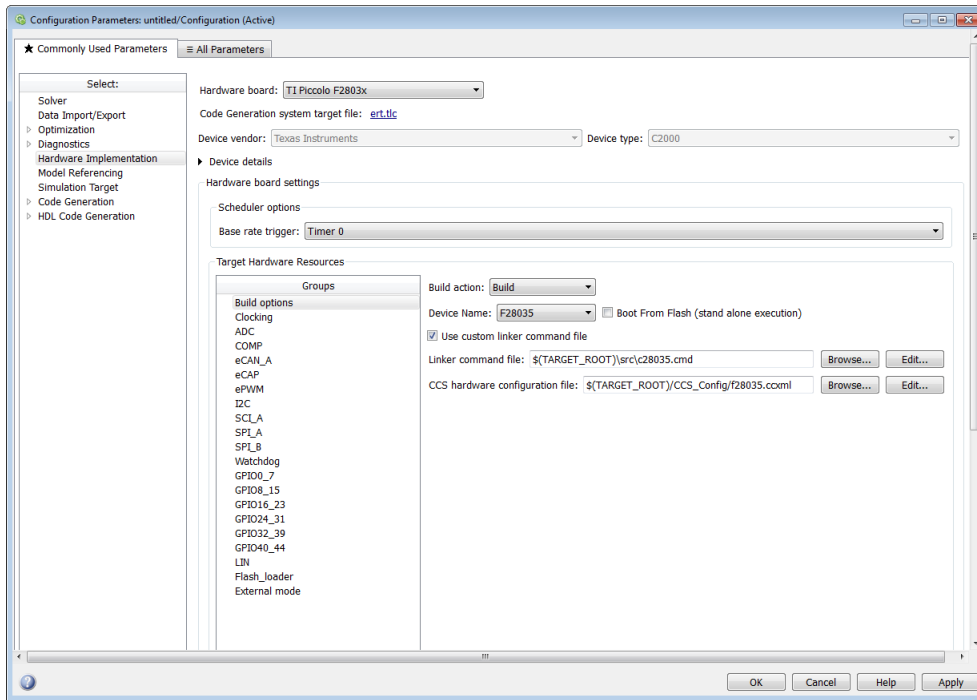 Configuration Parameters: untitled/Configuration (Active)
★ Commonly Used Parameters
≡ All Parameters
Select:
Solver
Data Import/Export
Optimization
Diagnostics
Hardware Implementation
Model Referencing
Simulation Target
Code Generation
HDL Code Generation
Hardware board: TI Piccolo F2803x
Code Generation system target file: ert.tlc
Device vendor: Texas Instruments Device type: C2000
Device details
Hardware board settings
Scheduler options
Base rate trigger: Timer 0
Target Hardware Resources
Groups
Build options
Clocking
ADC
COMP
eCAN_A
eCAP
ePWM
I2C
SCI_A
SPI_A
SPI_B
Watchdog
GPIO0_7
GPIO8_15
GPIO16_23
GPIO24_31
GPIO32_39
GPIO40_44
LIN
Flash_loader
External mode
Build action: Build
Device Name: F28035 Boot From Flash (stand alone execution)
Use custom linker command file
Linker command file: $(TARGET_ROOT)\src\c28035.cmd Browse... Edit...
CCS hardware configuration file: $(TARGET_ROOT)/CCS_Config/f28035.ccxml Browse... Edit...
OK Cancel Help Apply